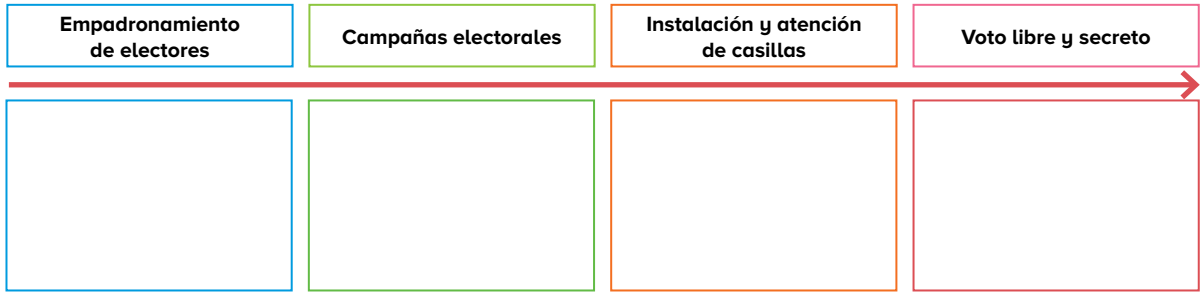 Empadronamiento
de electores
Campañas electorales
Instalación y atención
de casillas
Voto libre y secreto